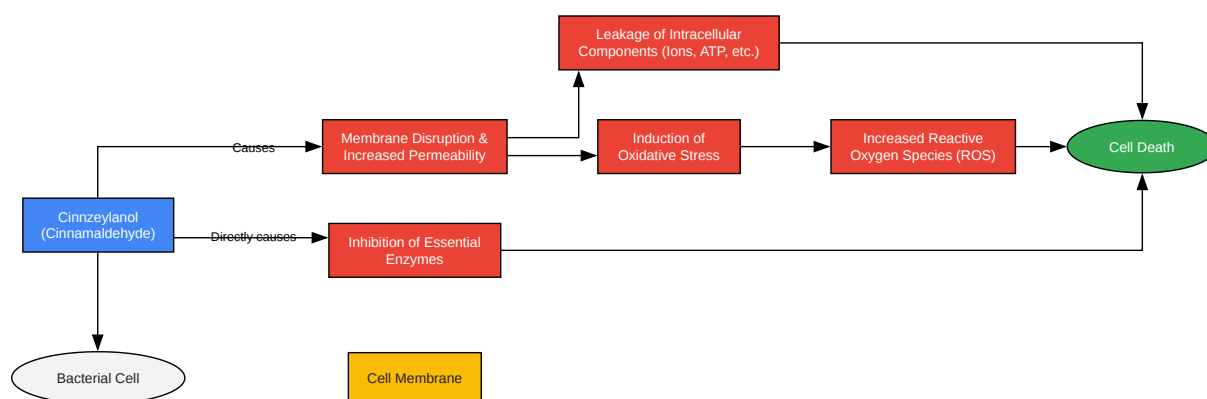 Leakage of Intracellular
Components (Ions, ATP, etc.)
Membrane Disruption &
Increased Permeability
Induction of
Oxidative Stress
Increased Reactive
Oxygen Species (ROS)
Cell Death
Causes
Cinnzeylanol
(Cinnamaldehyde)
Directly causes
Inhibition of Essential
Enzymes
Bacterial Cell
Cell Membrane